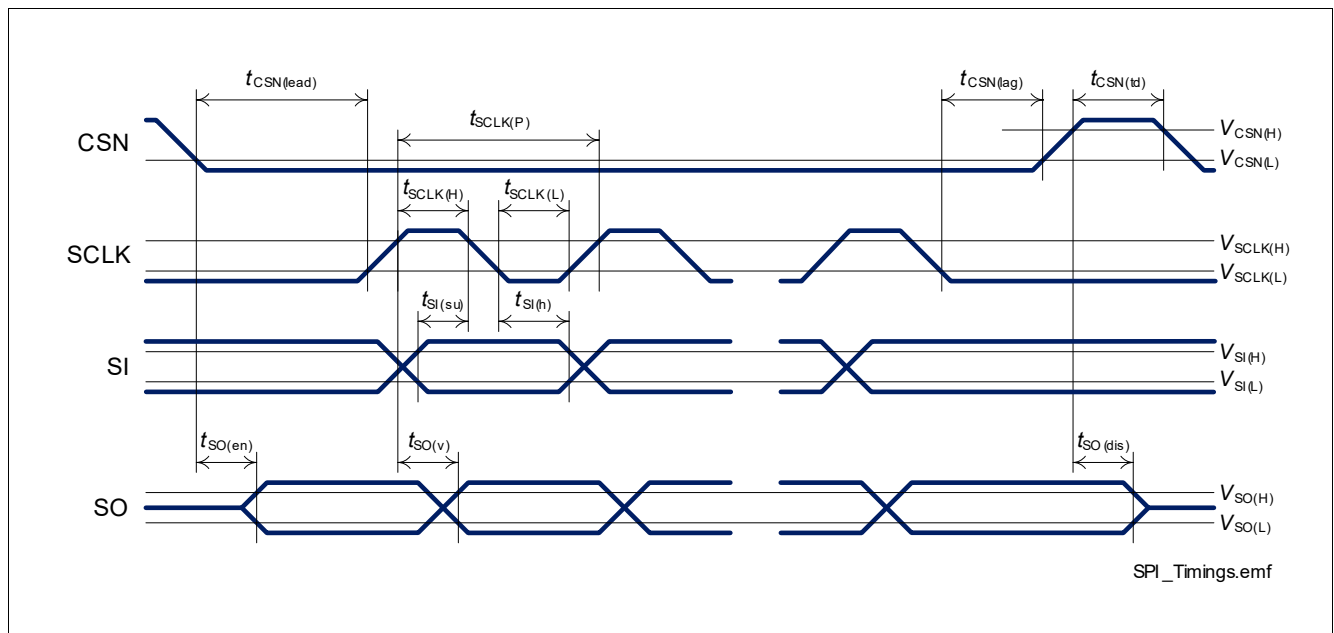 tCSN(lead) tCSN(lag) tCSN(td)
tSCLK(P)
CSN VCSN(H)
VCSN(L)
tSCLK(H) tSCLK(L)
SCLK VSCLK(H)
VSCLK(L)
tSI(su) tSI(h)
SI VSI(H)
VSI(L)
tSO(en) tSO(v) tSO(dis)
SO VSO(H)
VSO(L)
SPI_Timings.emf